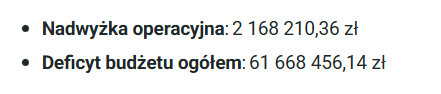 • Nadwyżka operacyjna: 2 168 210,36 zł
• Deficyt budżetu ogółem: 61 668 456,14 zł